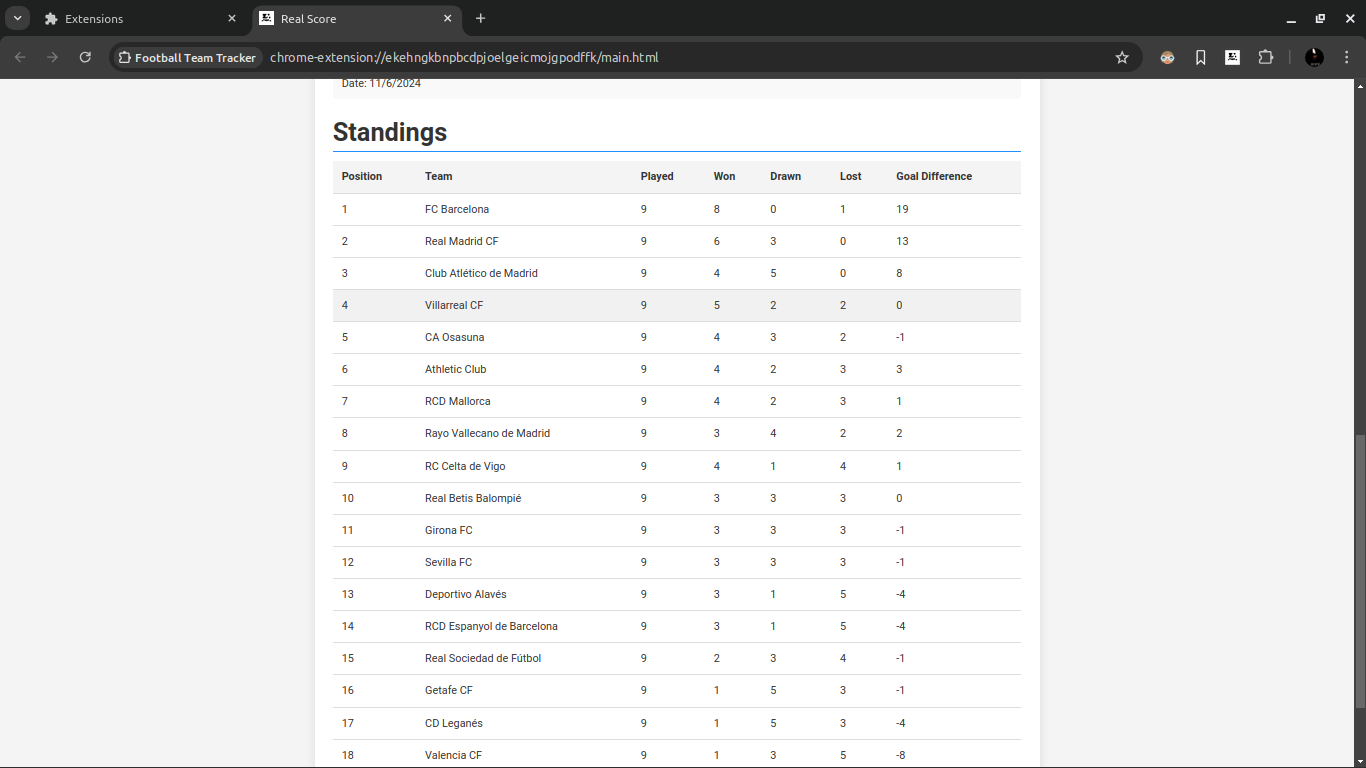 Extensions
Real Score
Football Team Tracker chrome-extension://ekehngkbnpbcdpjoelgeicmojgpodffk/main.html
Date: 11/6/2024
Standings
Position Team Played Won Drawn Lost Goal Difference
1 FC Barcelona 9 8 0 1 19
2 Real Madrid CF 9 6 3 0 13
3 Club Atlético de Madrid 9 4 5 0 8
4 Villarreal CF 9 5 2 2 0
5 CA Osasuna 9 4 3 2 -1
6 Athletic Club 9 4 2 3 3
7 RCD Mallorca 9 4 2 3 1
8 Rayo Vallecano de Madrid 9 3 4 2 2
9 RC Celta de Vigo 9 4 1 4 1
10 Real Betis Balompié 9 3 3 3 0
11 Girona FC 9 3 3 3 -1
12 Sevilla FC 9 3 3 3 -1
13 Deportivo Alavés 9 3 1 5 -4
14 RCD Espanyol de Barcelona 9 3 1 5 -4
15 Real Sociedad de Fútbol 9 2 3 4 -1
16 Getafe CF 9 1 5 3 -1
17 CD Leganés 9 1 5 3 -4
18 Valencia CF 9 1 3 5 -8